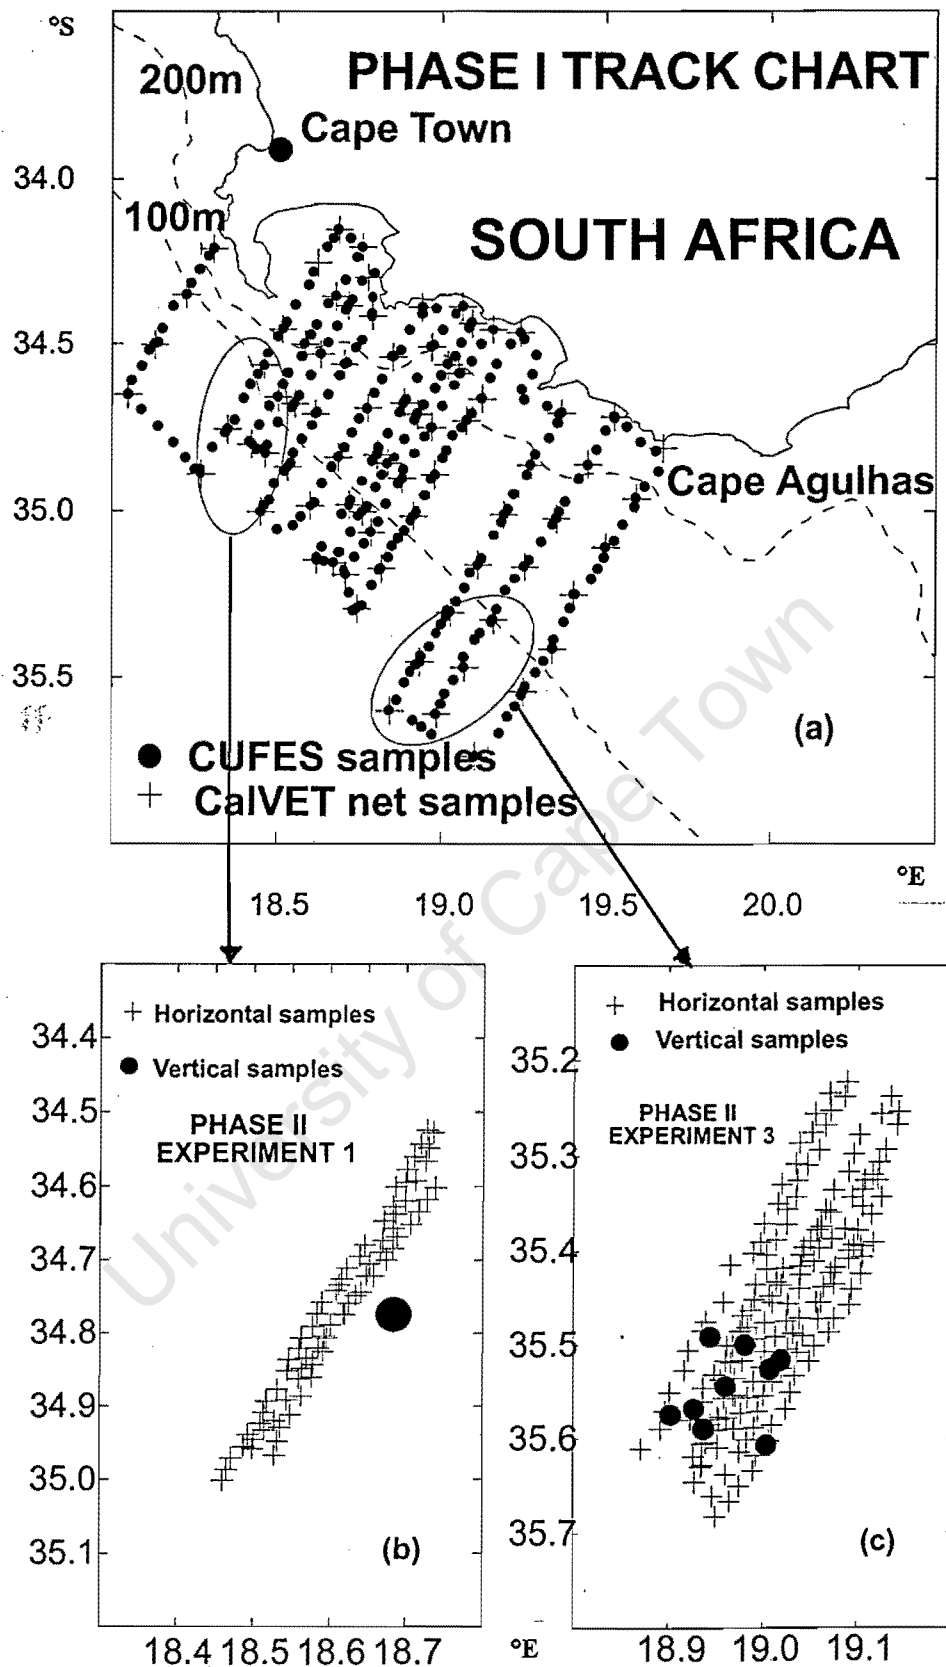 °S
200m
PHASE I TRACK CHART
Cape Town
34.0
100m
SOUTH AFRICA
34.5
Cape Agulhas
35.0
35.5
(a)
CUFES samples
CalVET net samples
°E
18.5 19.0 19.5 20.0
Horizontal samples
Vertical samples
PHASE II
EXPERIMENT 1
34.4
34.5
34.6
34.7
34.8
34.9
35.0
35.1
(b)
18.4 18.5 18.6 18.7
°E
Horizontal samples
Vertical samples
PHASE II
EXPERIMENT 3
35.2
35.3
35.4
35.5
35.6
35.7
(c)
18.9 19.0 19.1
University of Cape Town